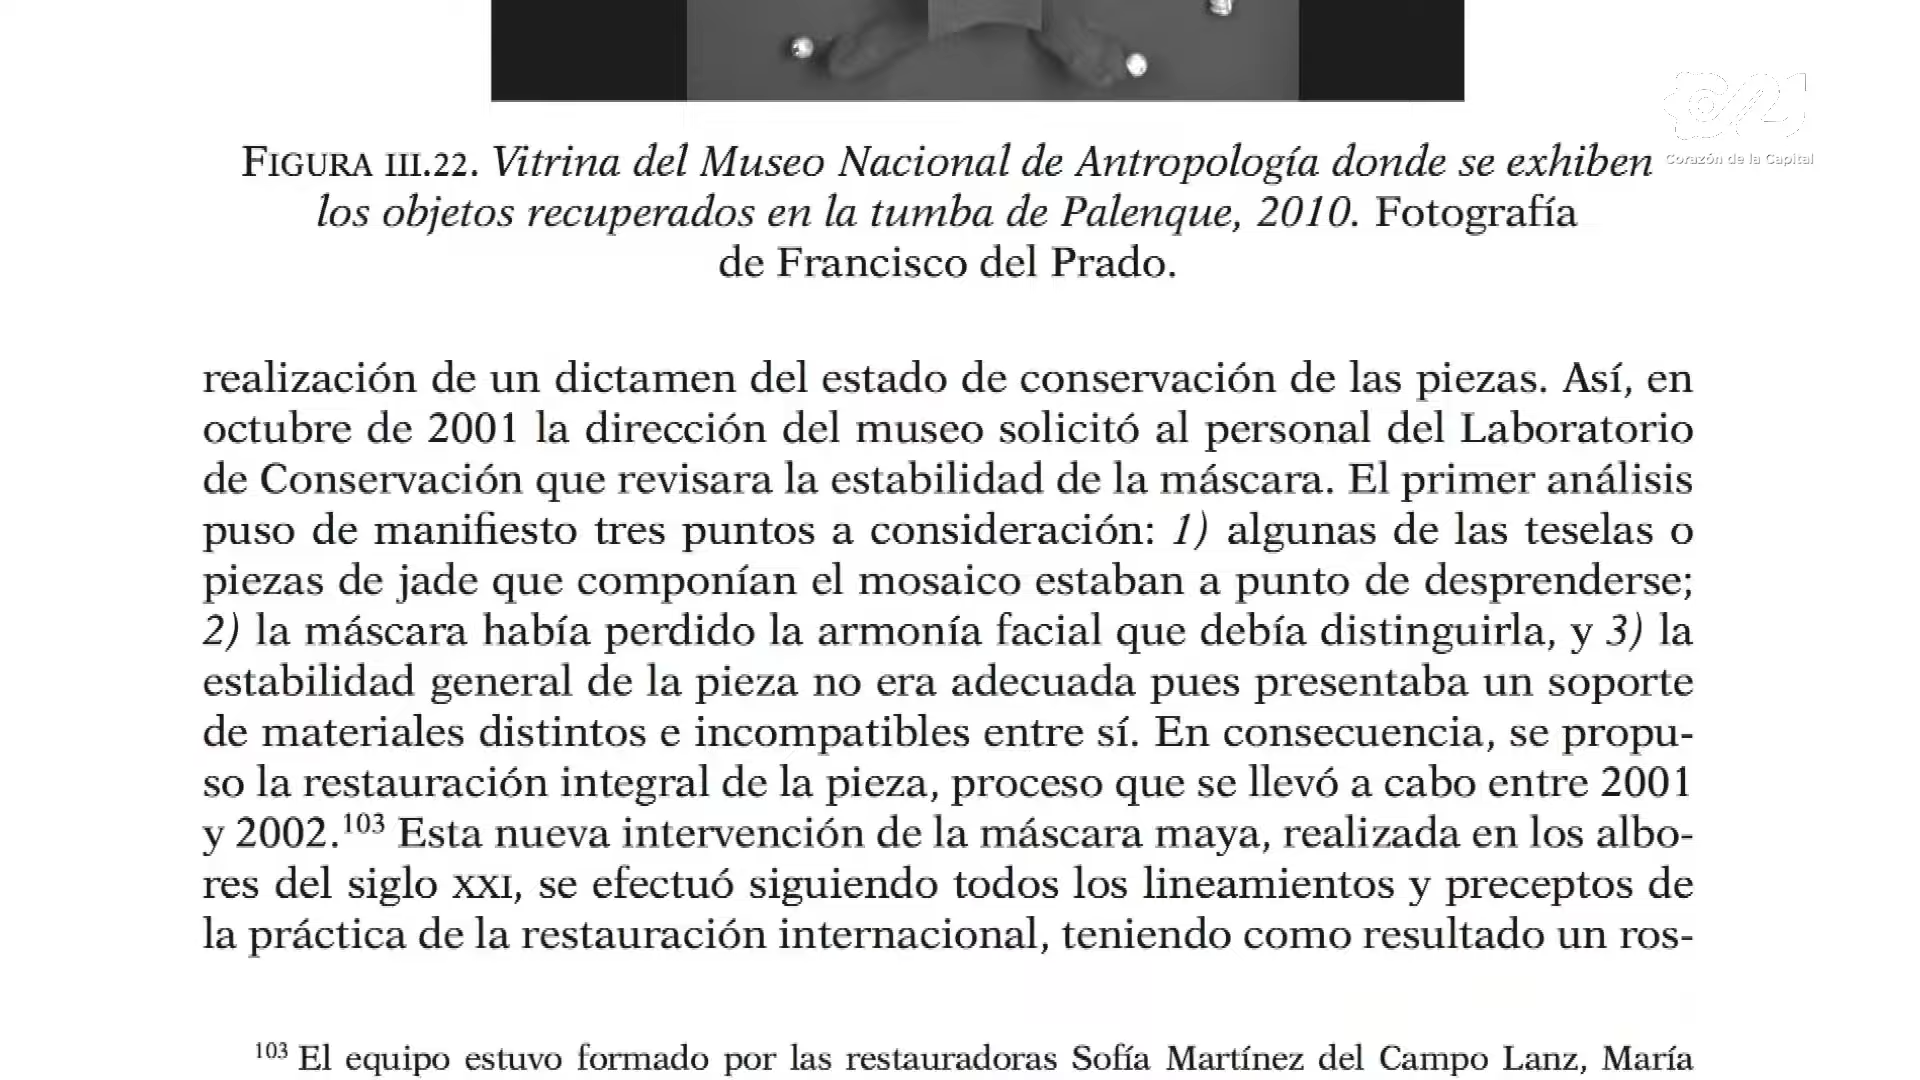 21
Corazón de la Capital
FIGURA III.22. Vitrina del Museo Nacional de Antropología donde se exhiben
los objetos recuperados en la tumba de Palenque, 2010. Fotografía
de Francisco del Prado.
realización de un dictamen del estado de conservación de las piezas. Así, en
octubre de 2001 la dirección del museo solicitó al personal del Laboratorio
de Conservación que revisara la estabilidad de la máscara. El primer análisis
puso de manifiesto tres puntos a consideración: 1) algunas de las teselas o
piezas de jade que componían el mosaico estaban a punto de desprenderse;
2) la máscara había perdido la armonía facial que debía distinguirla, y 3) la
estabilidad general de la pieza no era adecuada pues presentaba un soporte
de materiales distintos e incompatibles entre sí. En consecuencia, se propu-
so la restauración integral de la pieza, proceso que se llevó a cabo entre 2001
y 2002.103 Esta nueva intervención de la máscara maya, realizada en los albo-
res del siglo XXI, se efectuó siguiendo todos los lineamientos y preceptos de
la práctica de la restauración internacional, teniendo como resultado un ros-
103 El equipo estuvo formado por las restauradoras Sofía Martínez del Campo Lanz, María